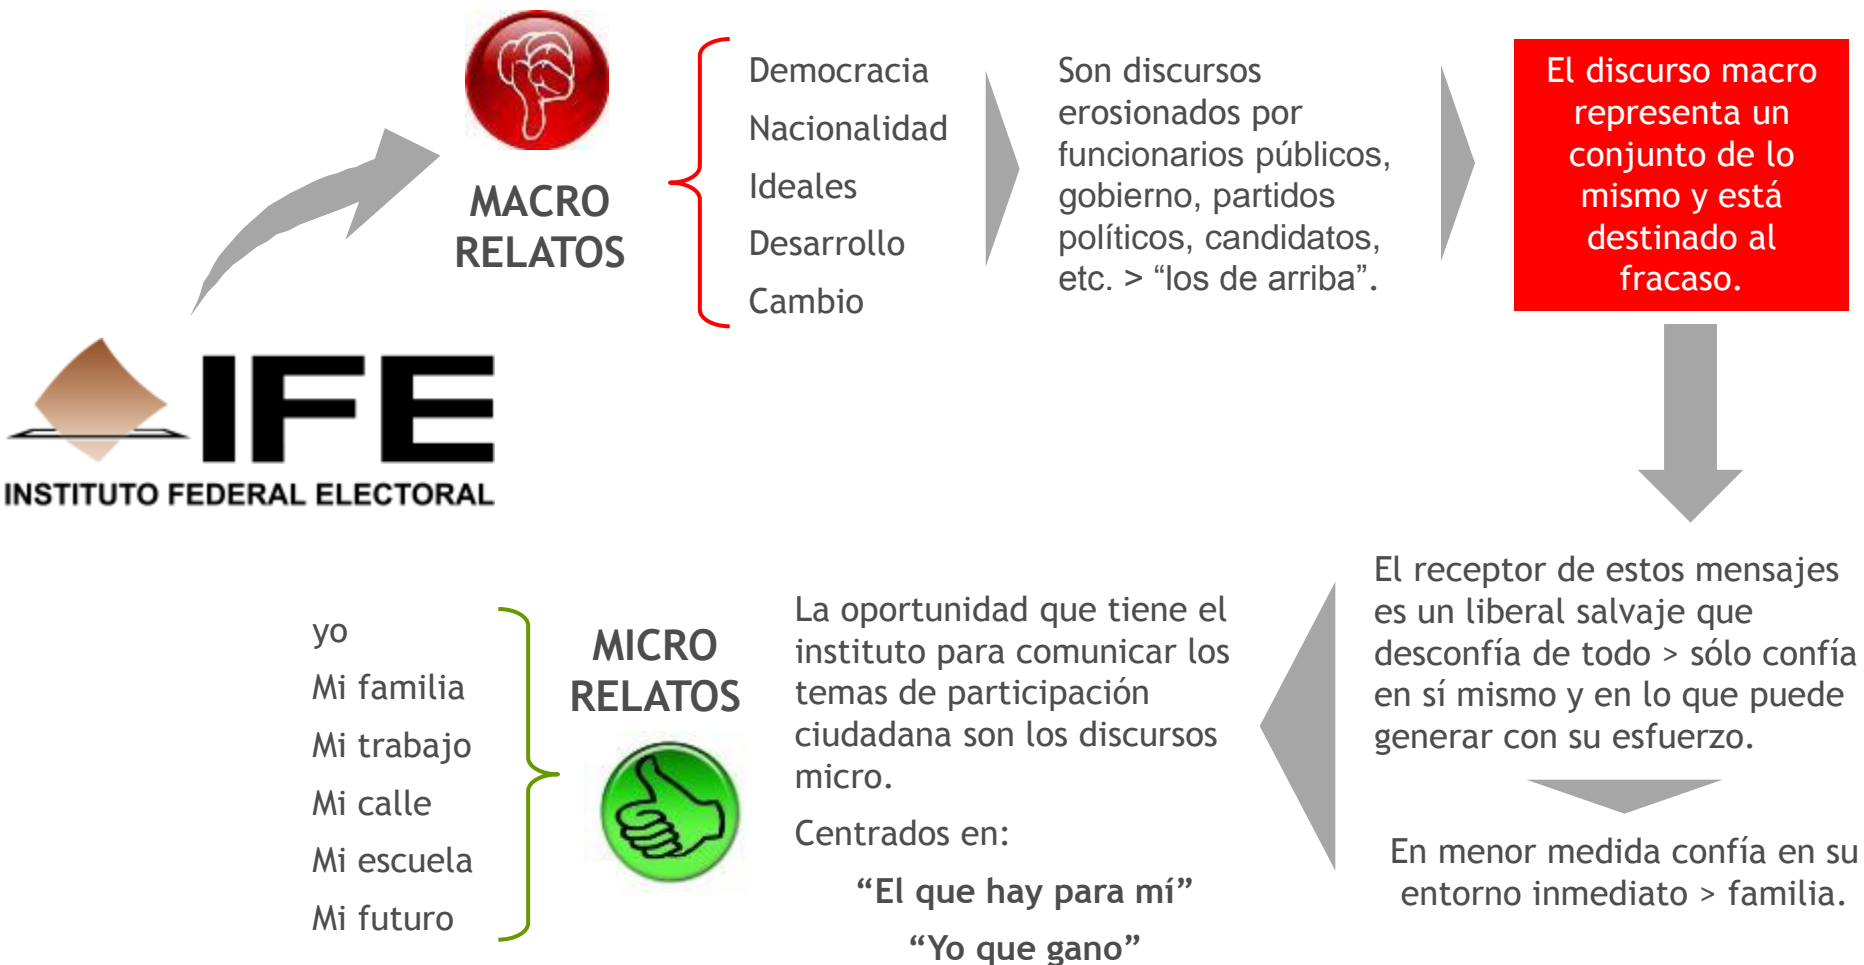 MACRO
RELATOS
Democracia
Nacionalidad
Ideales
Desarrollo
Cambio
Son discursos
erosionados por
funcionarios públicos,
gobierno, partidos
políticos, candidatos,
etc. > “los de arriba”.
El discurso macro
representa un
conjunto de lo
mismo y está
destinado al
fracaso.
IFE
INSTITUTO FEDERAL ELECTORAL
El receptor de estos mensajes
es un liberal salvaje que
desconfía de todo > sólo confía
en sí mismo y en lo que puede
generar con su esfuerzo.
En menor medida confía en su
entorno inmediato > familia.
La oportunidad que tiene el
instituto para comunicar los
temas de participación
ciudadana son los discursos
micro.
Centrados en:
“El que hay para mí”
“Yo que gano”
MICRO
RELATOS
yo
Mi familia
Mi trabajo
Mi calle
Mi escuela
Mi futuro